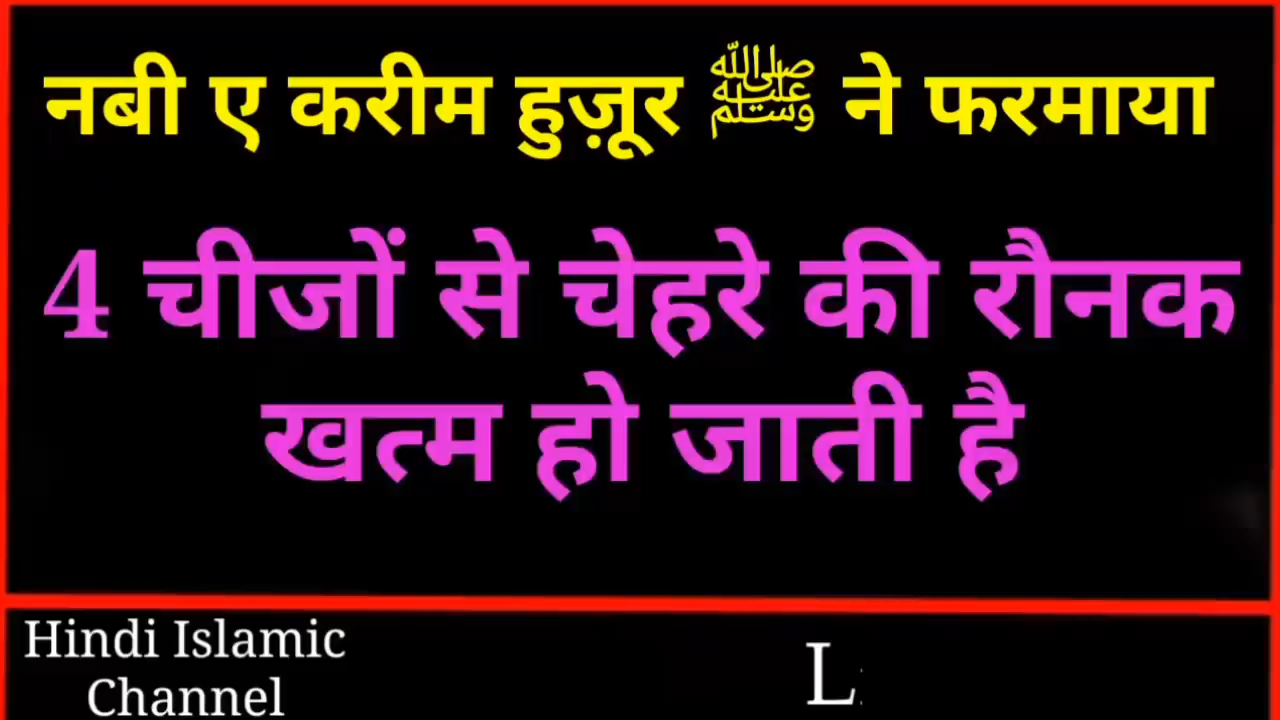 नबी ए करीम हुज़ूर ﷺ ने फरमाया
4 चीजों से चेहरे की रौनक
खत्म हो जाती है
Hindi Islamic
Channel
L